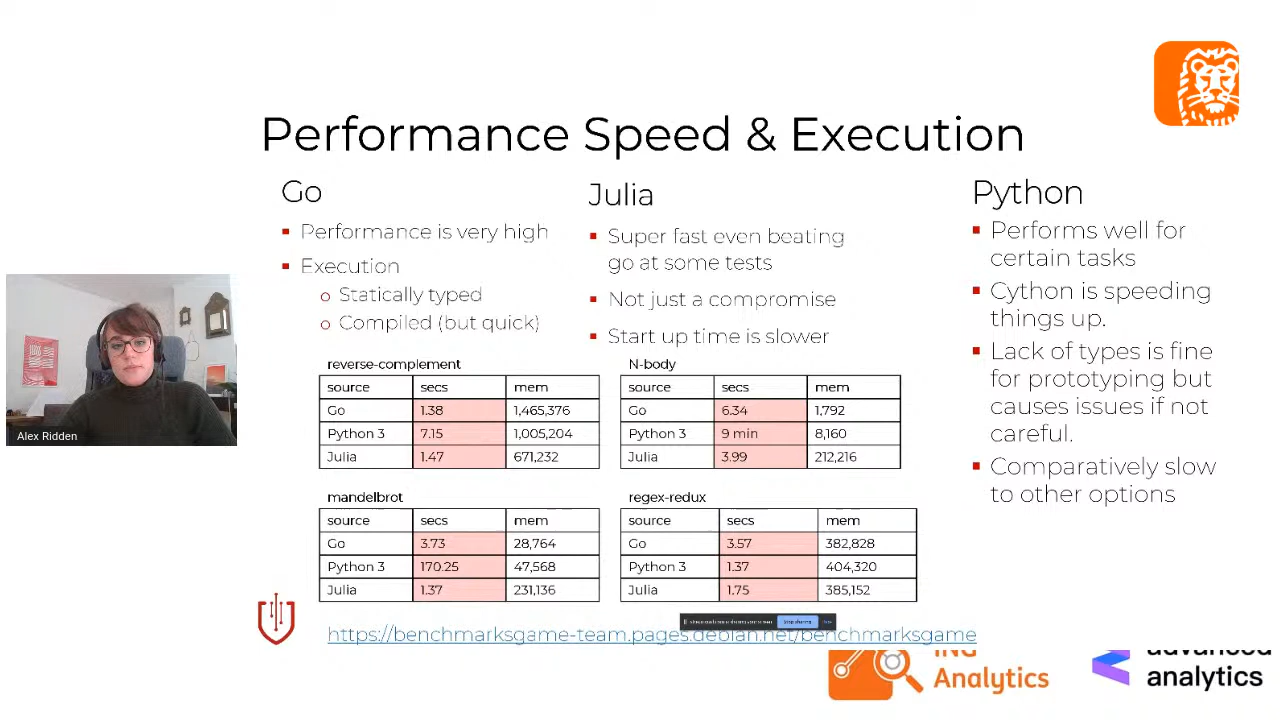 Performance Speed & Execution
Go
Performance is very high
Execution
Statically typed
Compiled (but quick)
Julia
Super fast even beating
go at some tests
Not just a compromise
Start up time is slower
Python
Performs well for
certain tasks
Cython is speeding
things up.
Lack of types is fine
for prototyping but
causes issues if not
careful.
Comparatively slow
to other options
Alex Ridden
reverse-complement
source secs mem
Go 1.38 1,465,376
Python 3 7.15 1,005,204
Julia 1.47 671,232
N-body
source secs mem
Go 6.34 1,792
Python 3 9 min 8,160
Julia 3.99 212,216
mandelbrot
source secs mem
Go 3.73 28,764
Python 3 170.25 47,568
Julia 1.37 231,136
regex-redux
source secs mem
Go 3.57 382,828
Python 3 1.37 404,320
Julia 1.75 385,152
Stop sharing
https://benchmarksgame-team.pages.debian.net/benchmarksgame
ING
Analytics
advanced
analytics